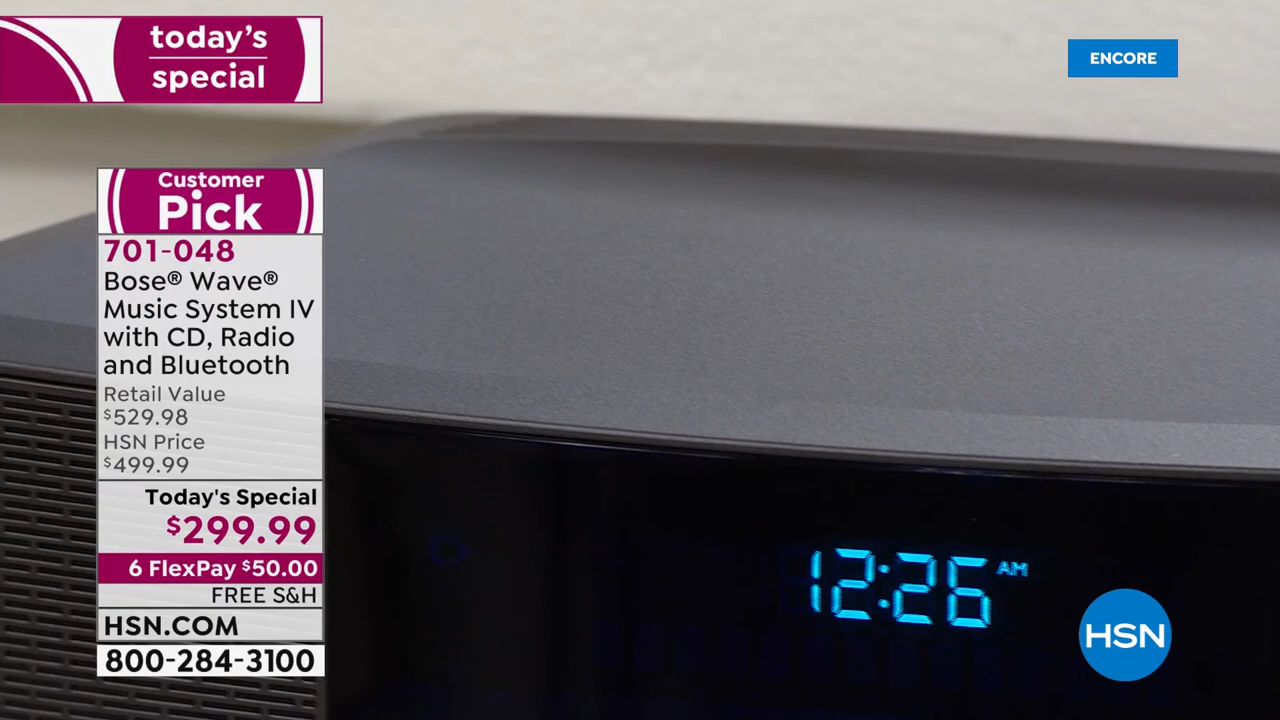 today's
special
ENCORE
Customer
Pick
701-048
Bose® Wave®
Music System IV
with CD, Radio
and Bluetooth
Retail Value
$529.98
HSN Price
$499.99
Today's Special
$299.99
6 FlexPay $50.00
FREE S&H
HSN.COM
800-284-3100
12:26 AM
HSN